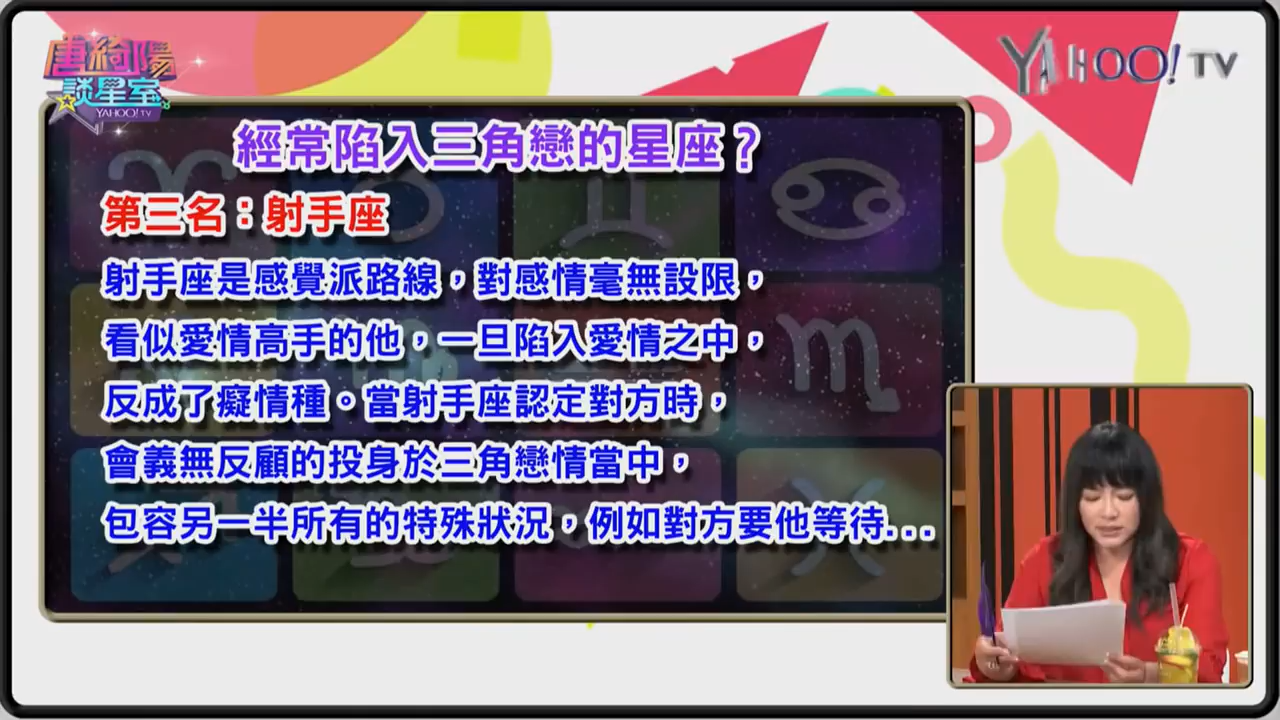 唐綺陽
談星室
YAHOO! TV
YAHOO! TV
經常陷入三角戀的星座？
第三名：射手座
射手座是感覺派路線，對感情毫無設限，
看似愛情高手的他，一旦陷入愛情之中，
反成了癡情種。當射手座認定對方時，
會義無反顧的投身於三角戀情當中，
包容另一半所有的特殊狀況，例如對方要他等待...